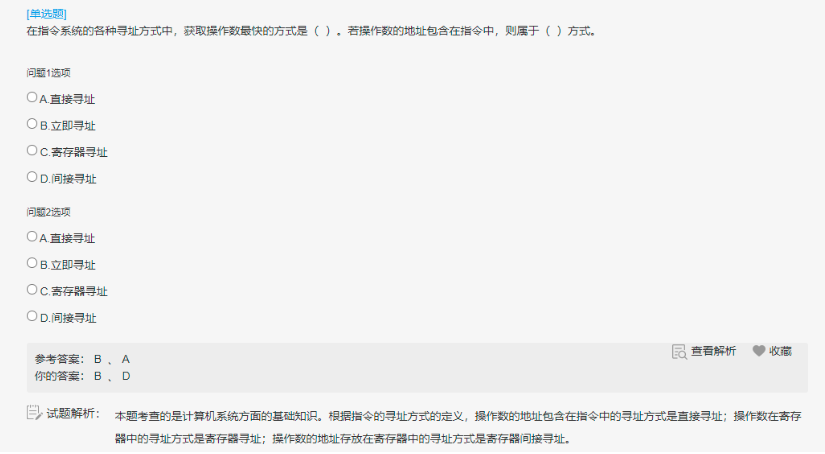 [单选题]
在指令系统的各种寻址方式中，获取操作数最快的方式是（ ）。若操作数的地址包含在指令中，则属于（ ）方式。
问题1选项
A.直接寻址
B.立即寻址
C.寄存器寻址
D.间接寻址
问题2选项
A.直接寻址
B.立即寻址
C.寄存器寻址
D.间接寻址
查看解析 收藏
参考答案： B 、 A
你的答案： B 、 D
试题解析： 本题考查的是计算机系统方面的基础知识。根据指令的寻址方式的定义，操作数的地址包含在指令中的寻址方式是直接寻址；操作数在寄存
器中的寻址方式是寄存器寻址；操作数的地址存放在寄存器中的寻址方式是寄存器间接寻址。